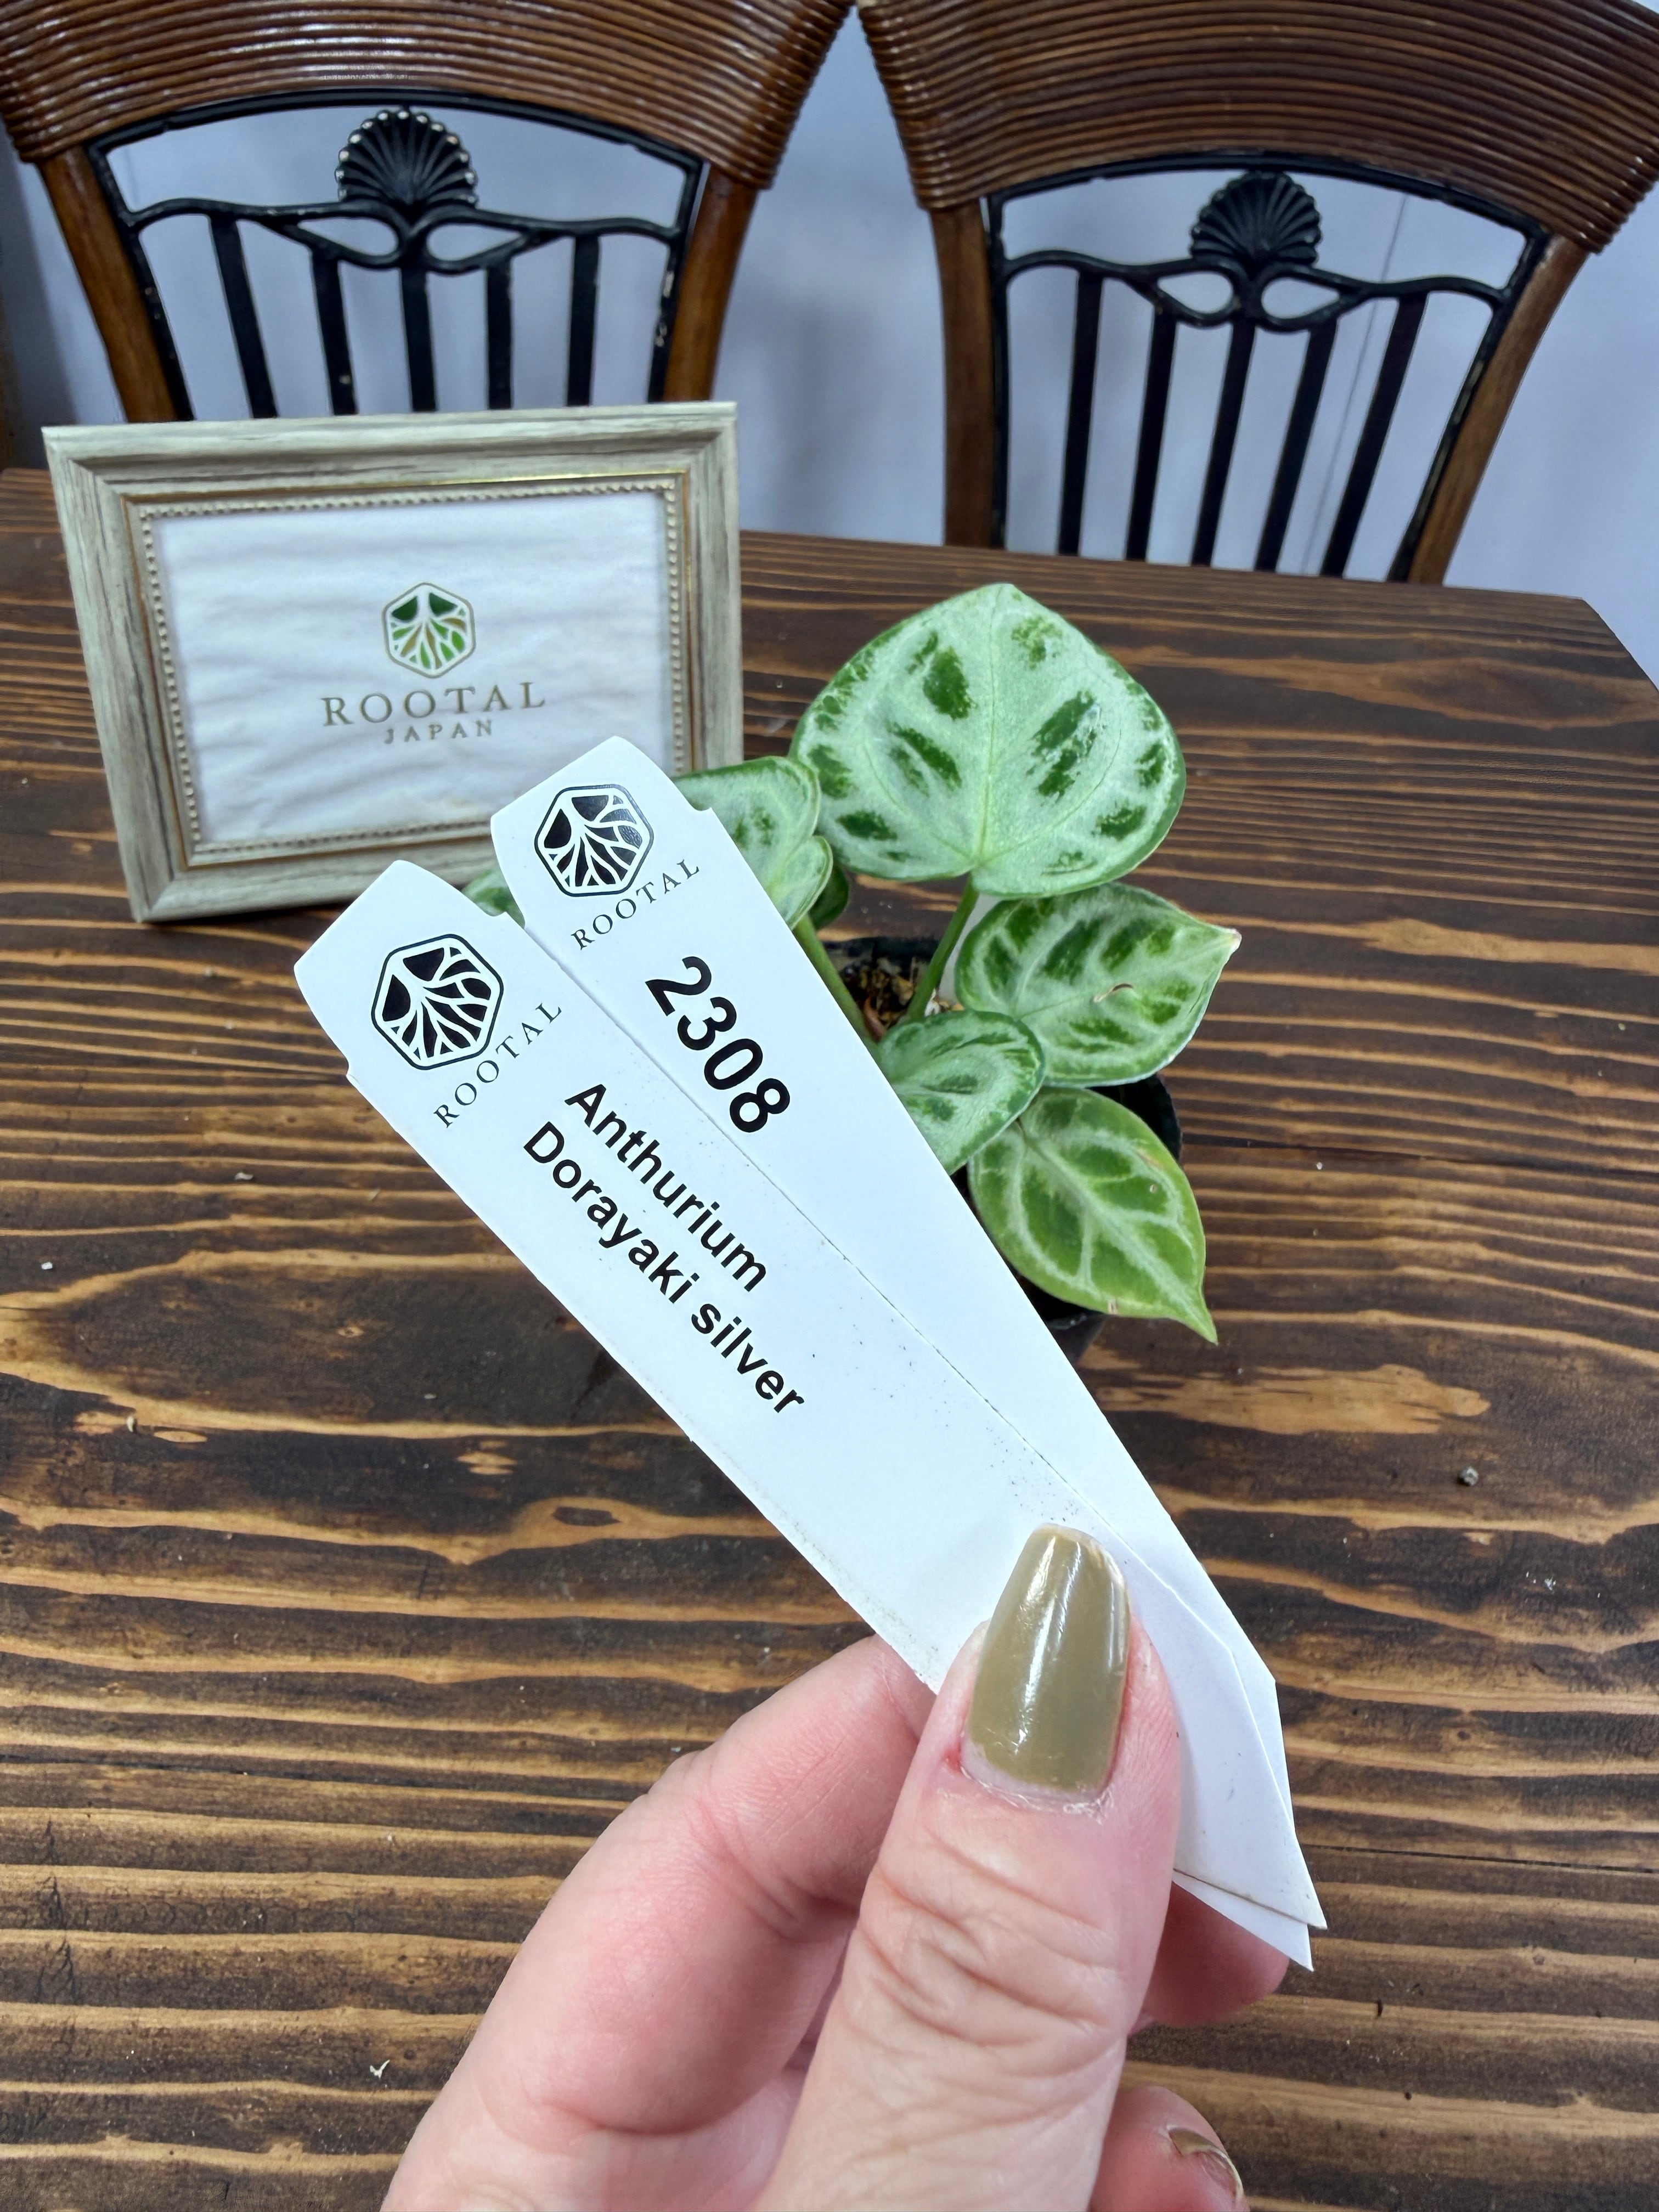 ROOTAL
JAPAN
ROOTAL
2308
ROOTAL
Anthurium
Dorayaki silver